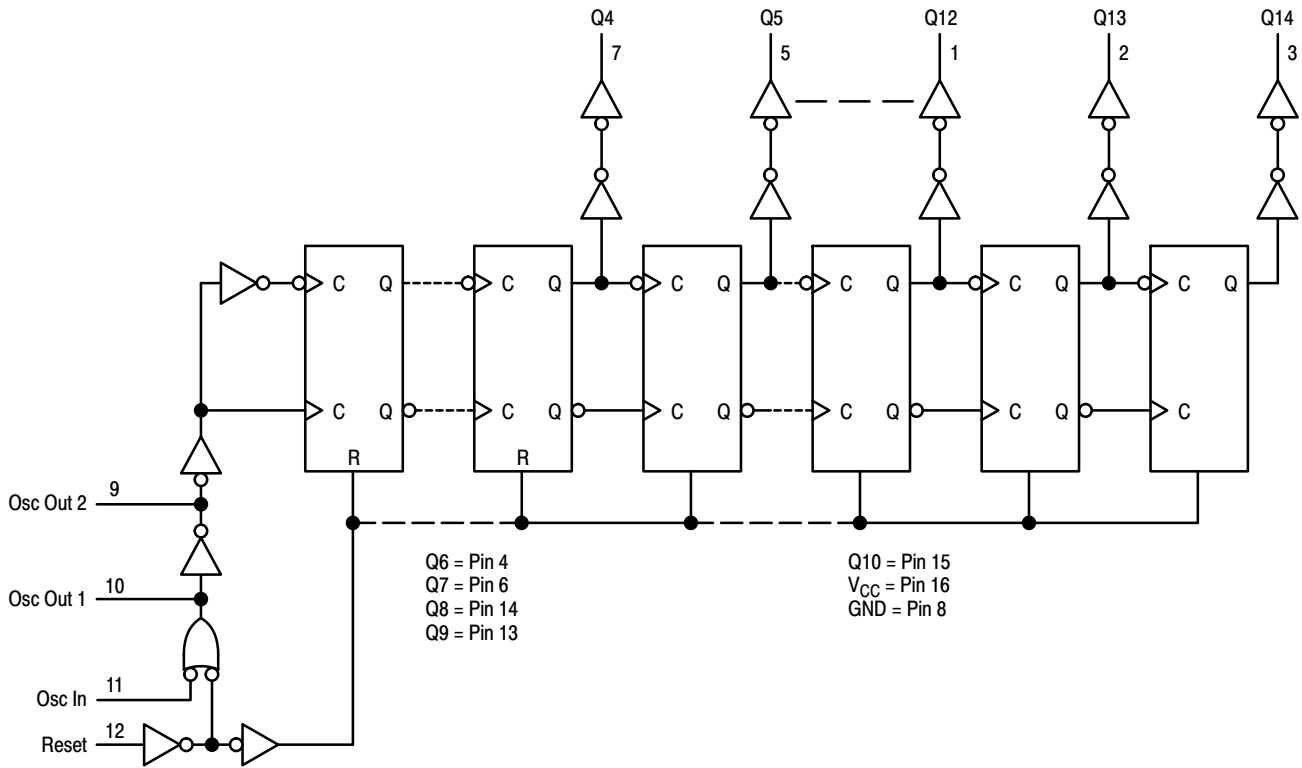 Q4 Q5 Q12 Q13 Q14
7 5 1 2 3
C Q C Q C Q C Q C Q C Q
C Q C Q C Q C Q C Q C
R R
Osc Out 2 9
Osc Out 1 10
Osc In 11
Reset 12
Q6 = Pin 4
Q7 = Pin 6
Q8 = Pin 14
Q9 = Pin 13
Q10 = Pin 15
VCC = Pin 16
GND = Pin 8